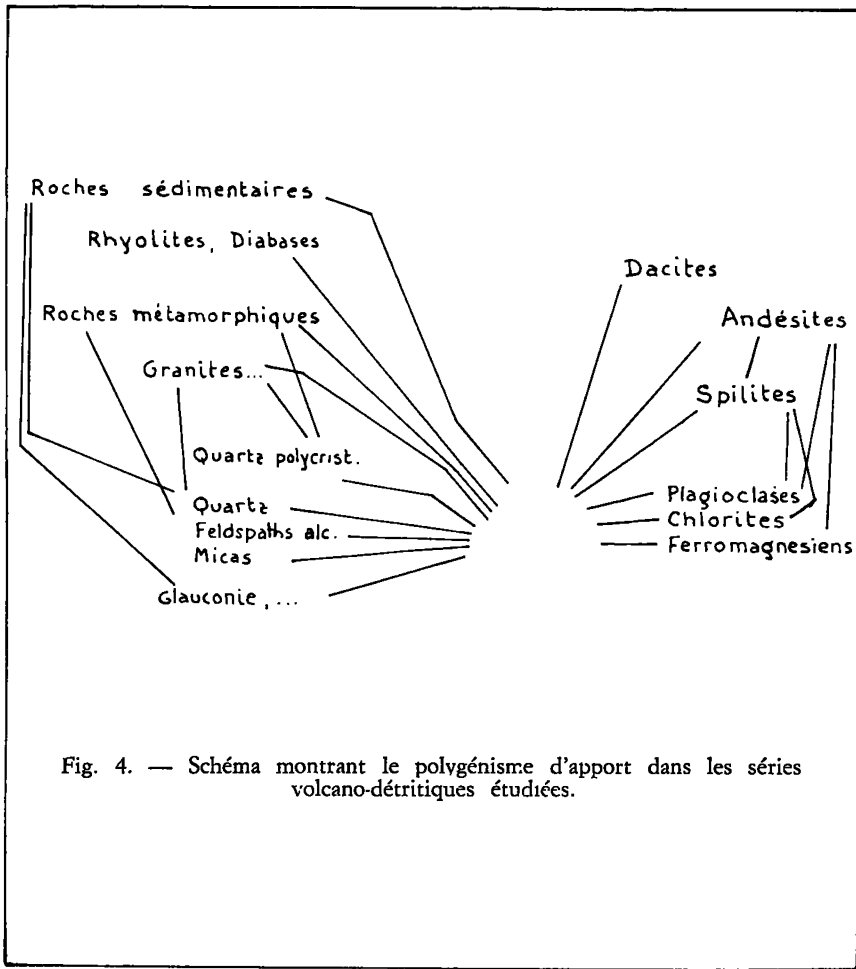 Roches sédimentaires
Rhyolites, Diabases
Roches métamorphiques
Granites...
Quartz polycrist.
Quartz
Feldspaths alc.
Micas
Glauconie, ...
Dacites
Andésites
Spilites
Plagioclases
Chlorites
Ferromagnesiens
Fig. 4. — Schéma montrant le polygénisme d'apport dans les séries
volcano-détritiques étudiées.